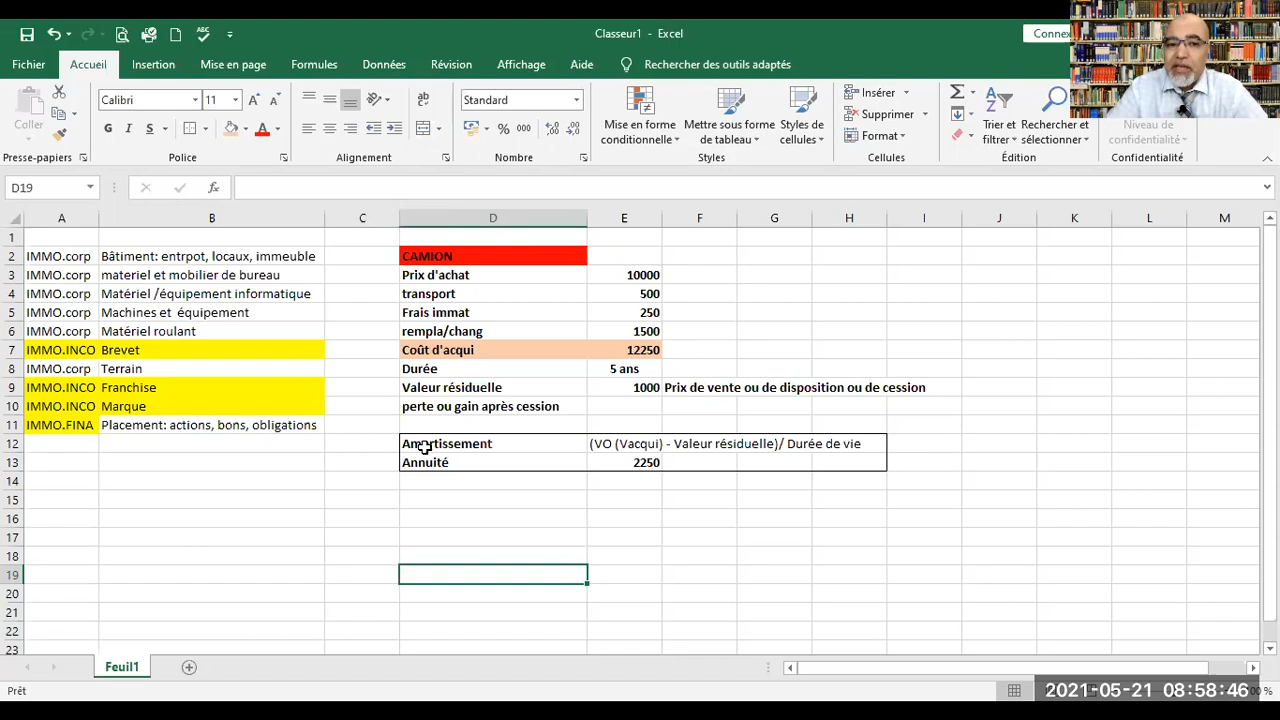 Classeur1 - Excel
Connex
Fichier Accueil Insertion Mise en page Formules Données Révision Affichage Aide Rechercher des outils adaptés
Coller
Calibri 11
G I S
Standard
% 000
Mise en forme conditionnelle
Mettre sous forme de tableau
Styles de cellules
Insérer
Supprimer
Format
Trier et filtrer
Rechercher et sélectionner
Niveau de confidentialité
Presse-papiers Police Alignement Nombre Styles Cellules Édition Confidentialité
D19 fx
A B C D E F G H I J K L M
1
2 IMMO.corp Bâtiment: entrpot, locaux, immeuble CAMION
3 IMMO.corp materiel et mobilier de bureau Prix d'achat 10000
4 IMMO.corp Matériel /équipement informatique transport 500
5 IMMO.corp Machines et équipement Frais immat 250
6 IMMO.corp Matériel roulant rempla/chang 1500
7 IMMO.INCO Brevet Coût d'acqui 12250
8 IMMO.corp Terrain Durée 5 ans
9 IMMO.INCO Franchise Valeur résiduelle 1000 Prix de vente ou de disposition ou de cession
10 IMMO.INCO Marque perte ou gain après cession
11 IMMO.FINA Placement: actions, bons, obligations
12 Amortissement (VO (Vacqui) - Valeur résiduelle)/ Durée de vie
13 Annuité 2250
14
15
16
17
18
19
20
21
22
23
Feuil1
Prêt
2021-05-21 08:58:46